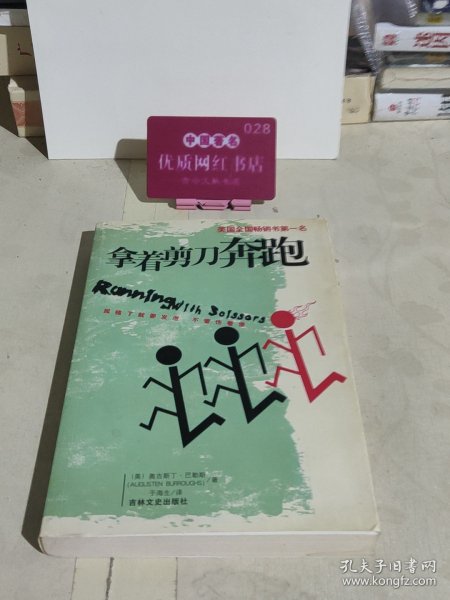 028
中国著名
优质网红书店
美国全国畅销书第一名
拿着剪刀奔跑
Running with Scissors
(美)奥古斯丁·巴勒斯
(AUGUSTEN BURROUGHS) 著
于海生/译
吉林文史出版社
孔夫子旧书网
www.kongfz.com